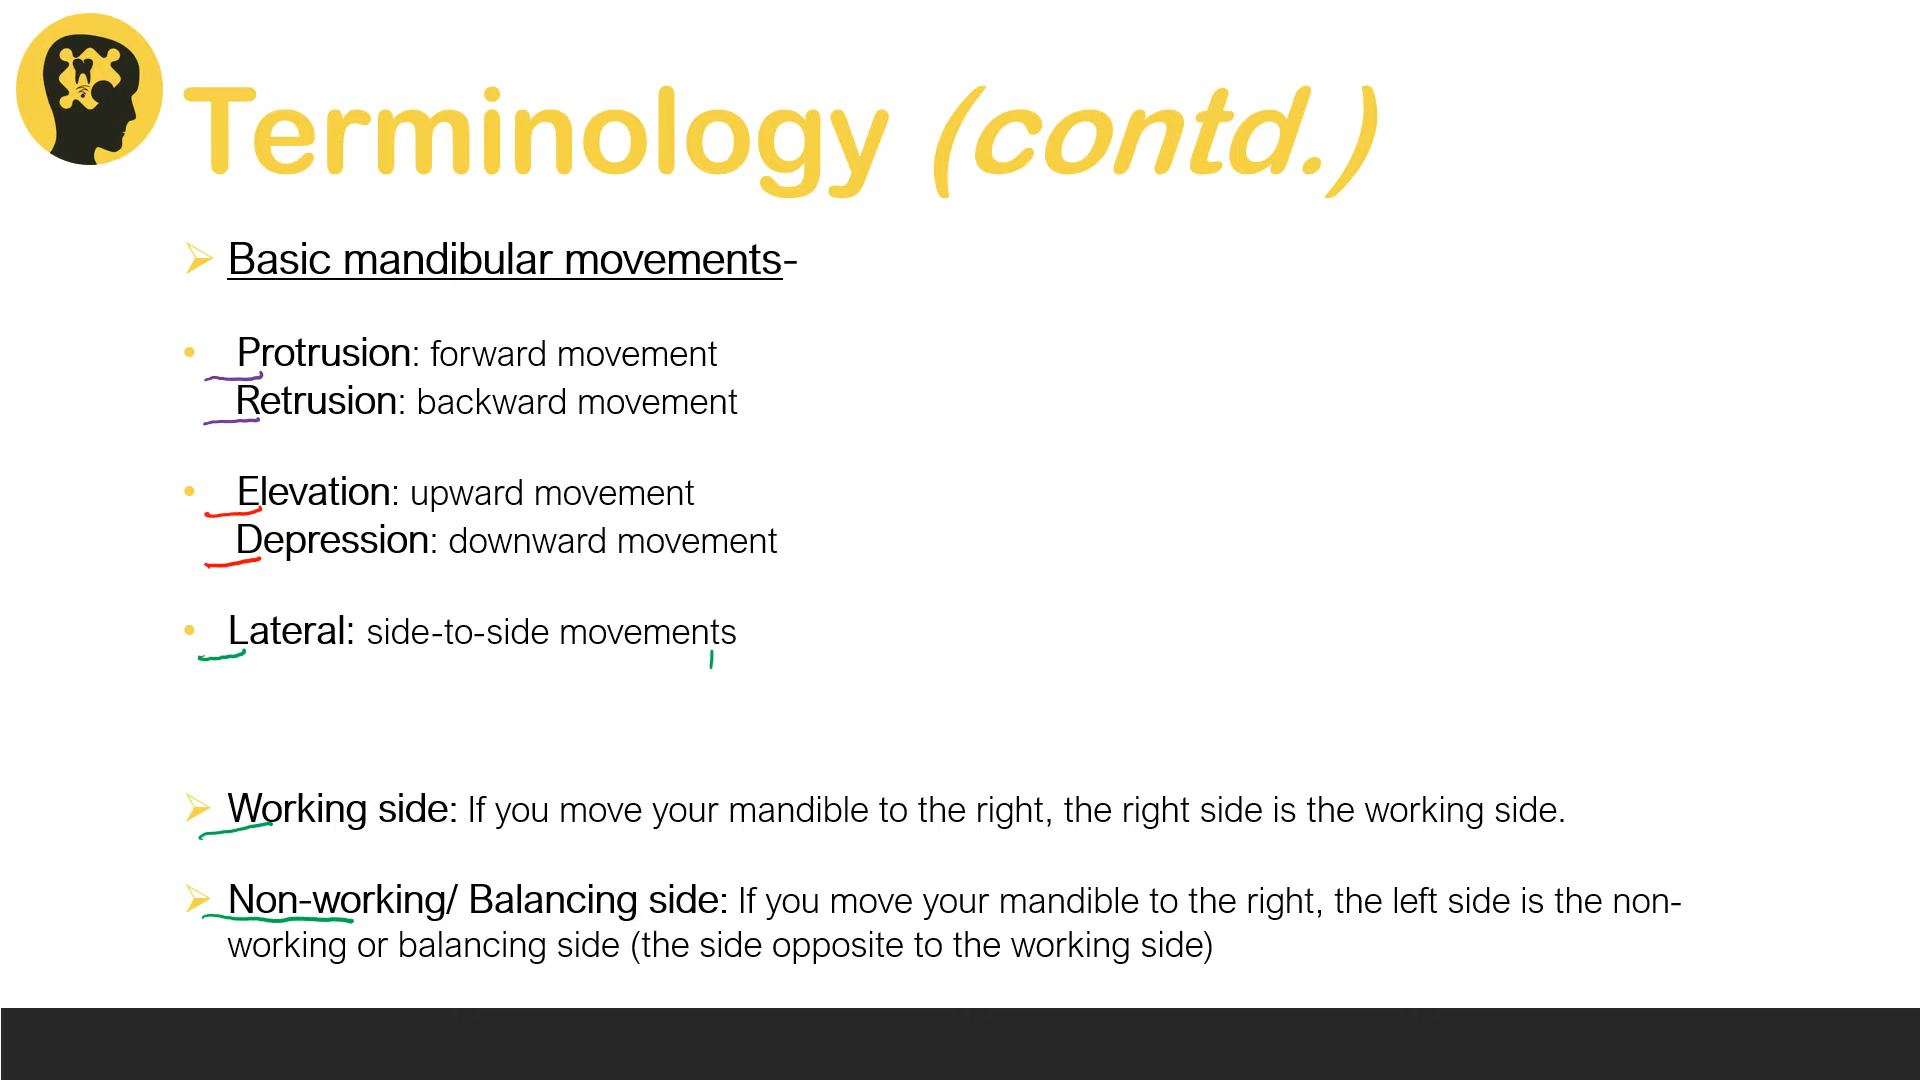 Terminology (contd.)
Basic mandibular movements-
Protrusion: forward movement
Retrusion: backward movement
Elevation: upward movement
Depression: downward movement
Lateral: side-to-side movements
Working side: If you move your mandible to the right, the right side is the working side.
Non-working/ Balancing side: If you move your mandible to the right, the left side is the non-
working or balancing side (the side opposite to the working side)